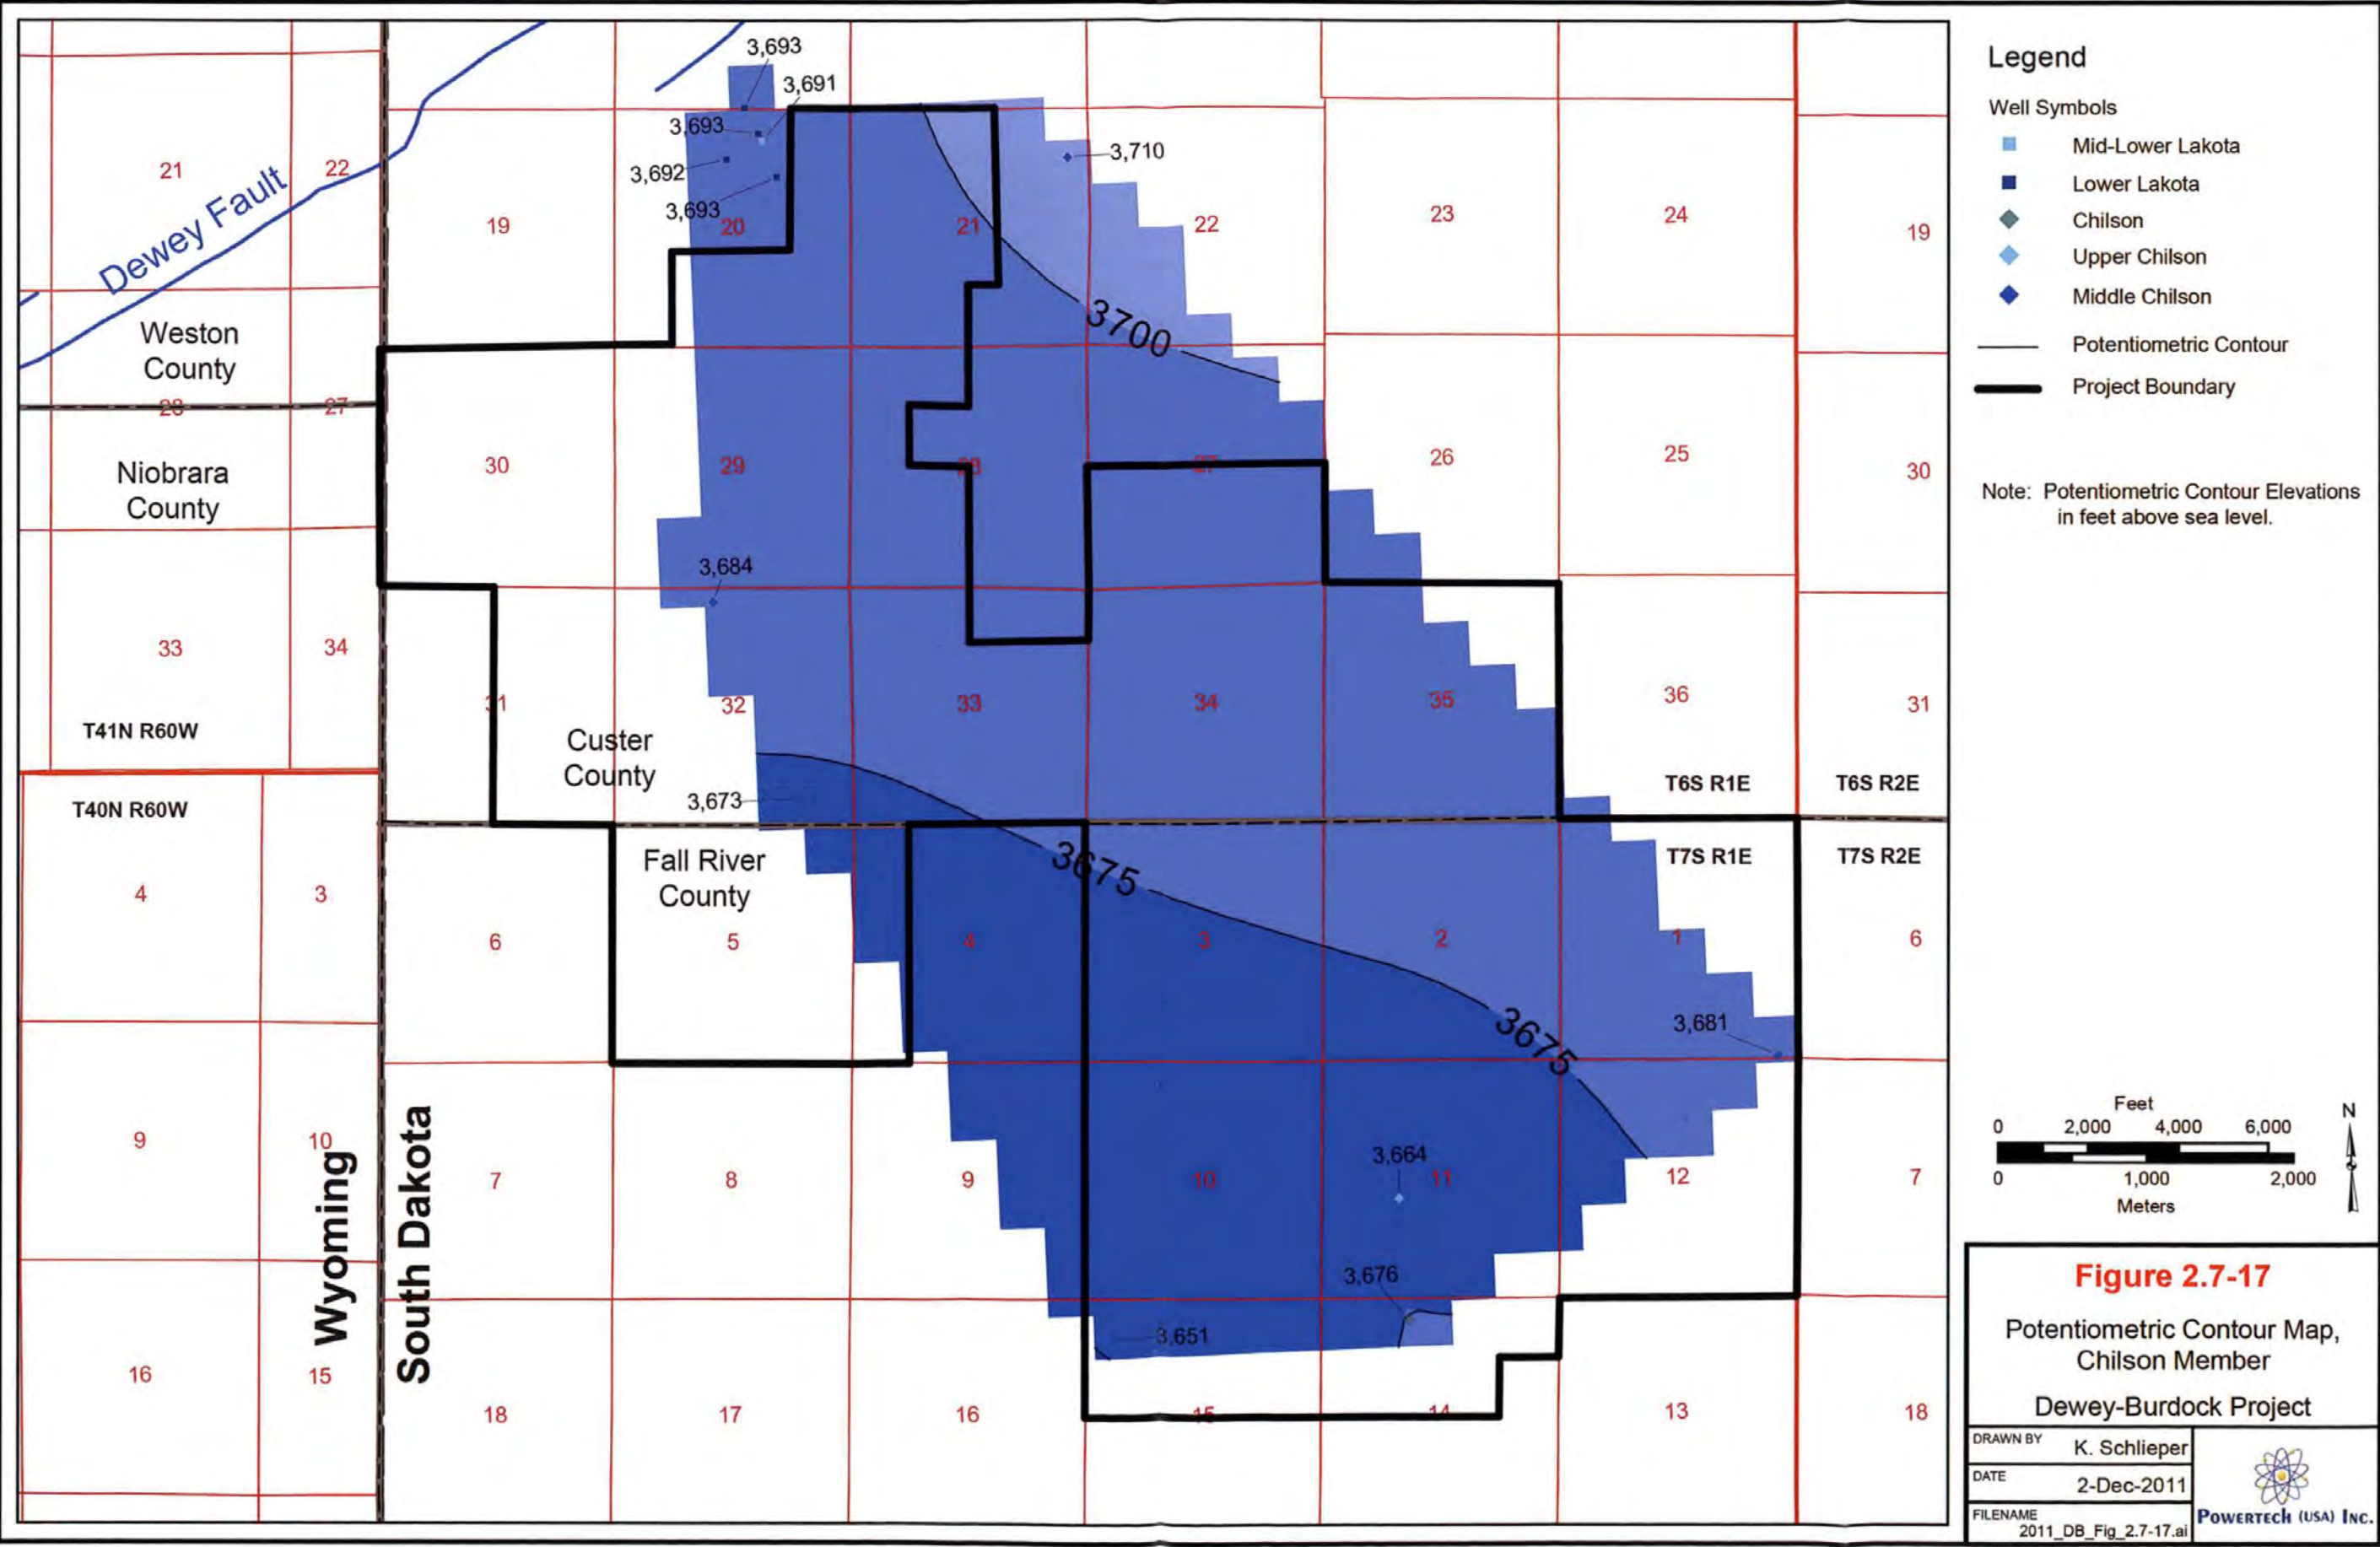 3,693
3,691
3,693
3,692
3,693
3,710
21
22
19
20
21
22
23
24
19
Dewey Fault
3700
Weston
County
28
27
Niobrara
County
30
29
28
27
26
25
30
3,684
33
34
31
32
33
34
35
36
31
T41N R60W
Custer
County
T6S R1E
T6S R2E
T40N R60W
3,673
Fall River
County
3675
T7S R1E
T7S R2E
4
3
6
5
4
3
2
1
6
3675
3,681
9
10
7
8
9
10
3,664
11
12
7
Wyoming
South Dakota
3,676
3,651
16
15
18
17
16
15
14
13
18
Legend
Well Symbols
Mid-Lower Lakota
Lower Lakota
Chilson
Upper Chilson
Middle Chilson
Potentiometric Contour
Project Boundary
Note: Potentiometric Contour Elevations
in feet above sea level.
Feet
0 2,000 4,000 6,000
0 1,000 2,000
Meters
N
Figure 2.7-17
Potentiometric Contour Map,
Chilson Member
Dewey-Burdock Project
DRAWN BY K. Schlieper
DATE 2-Dec-2011
FILENAME 2011_DB_Fig_2.7-17.ai
POWERTECH (USA) INC.